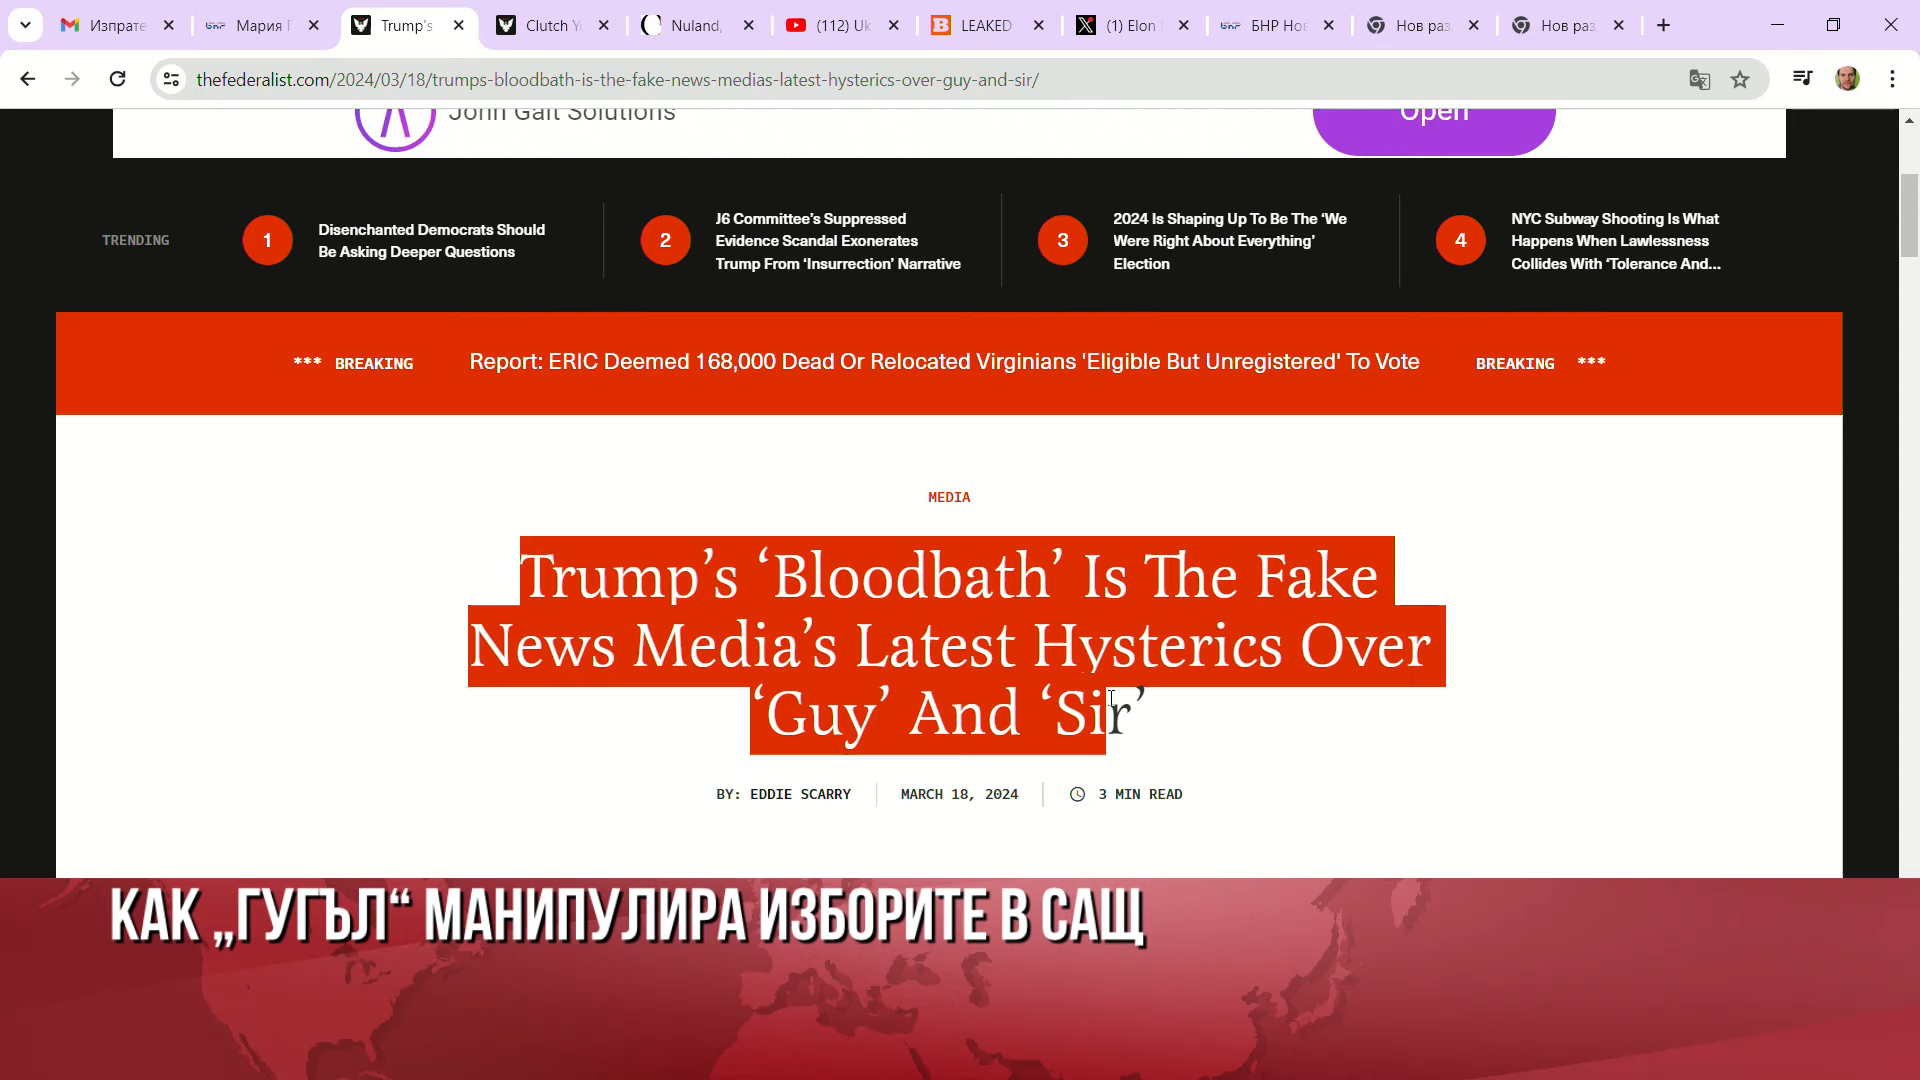 Изпрате
Мария Г
Trump's
Clutch Y
Nuland,
(112) Uk
LEAKED
(1) Elon
БНР Нов
Нов раз
Нов раз
thefederalist.com/2024/03/18/trumps-bloodbath-is-the-fake-news-medias-latest-hysterics-over-guy-and-sir/
John Galt Solutions
Open
TRENDING
1
Disenchanted Democrats Should
Be Asking Deeper Questions
2
J6 Committee’s Suppressed
Evidence Scandal Exonerates
Trump From ‘Insurrection’ Narrative
3
2024 Is Shaping Up To Be The ‘We
Were Right About Everything’
Election
4
NYC Subway Shooting Is What
Happens When Lawlessness
Collides With ‘Tolerance And...
*** BREAKING Report: ERIC Deemed 168,000 Dead Or Relocated Virginians 'Eligible But Unregistered' To Vote BREAKING ***
MEDIA
Trump’s ‘Bloodbath’ Is The Fake
News Media’s Latest Hysterics Over
‘Guy’ And ‘Sir’
BY: EDDIE SCARRY
MARCH 18, 2024
3 MIN READ
КАК „ГУГЪЛ“ МАНИПУЛИРА ИЗБОРИТЕ В САЩ